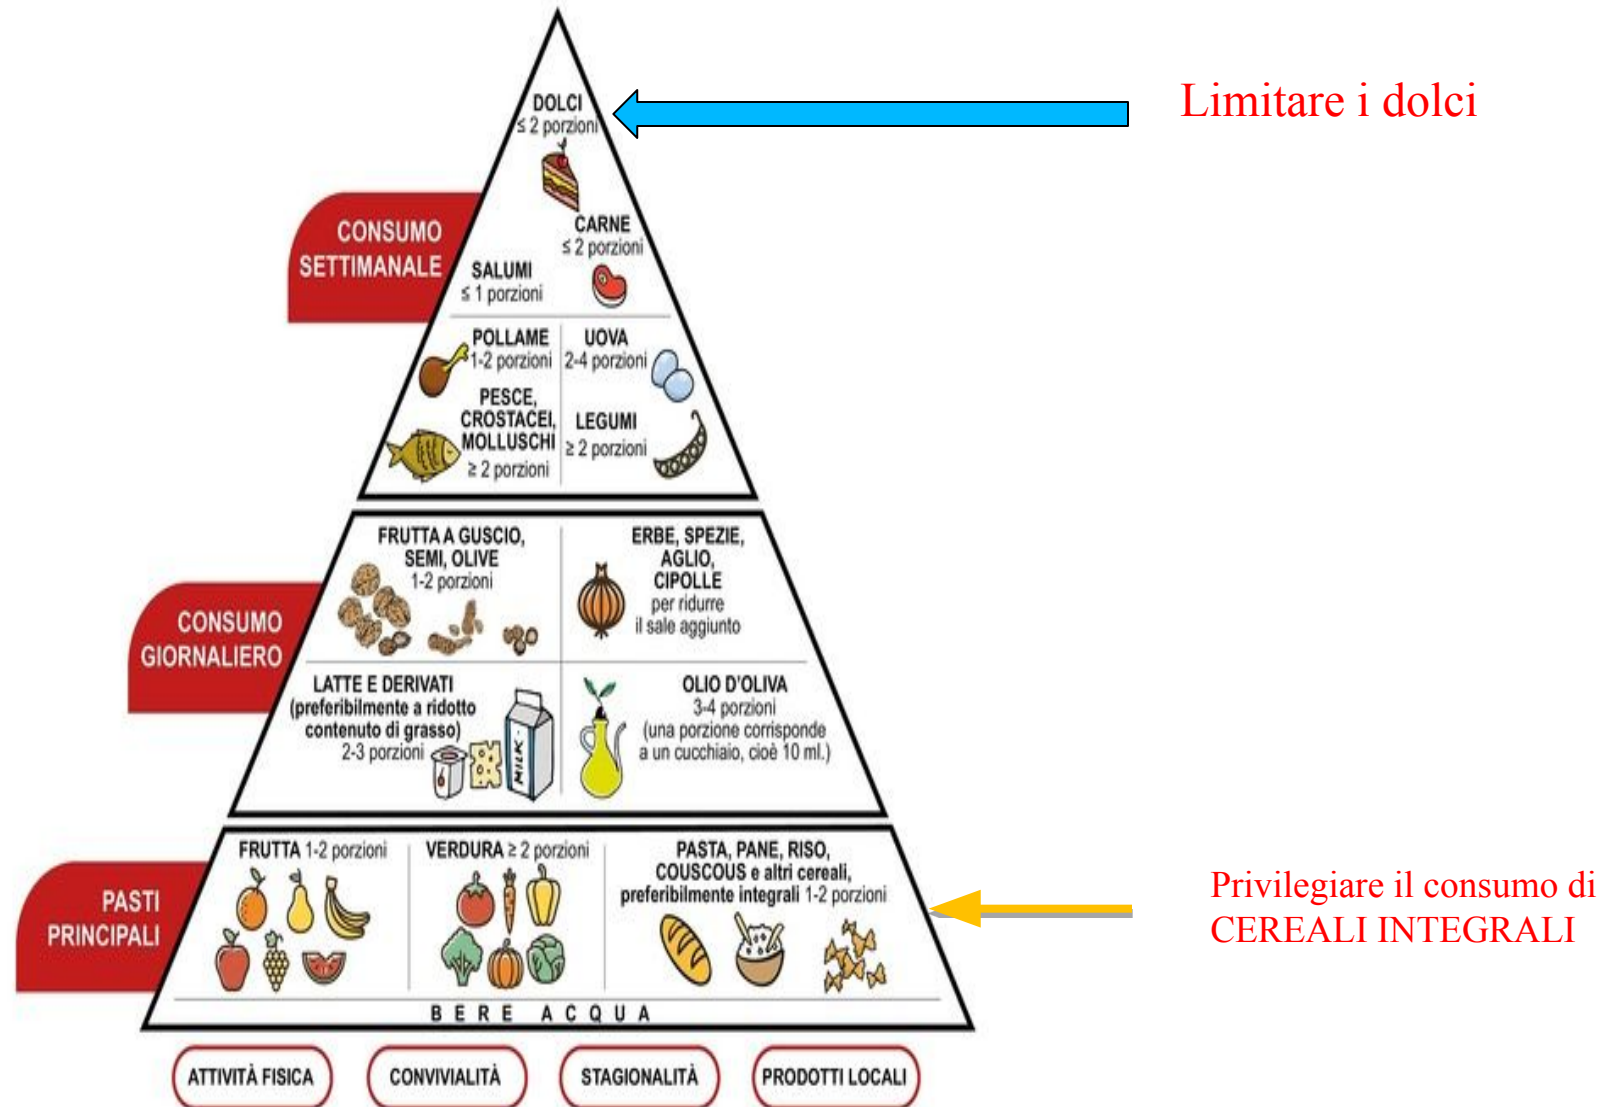 DOLCI
≤ 2 porzioni
Limitare i dolci
CONSUMO
SETTIMANALE
CARNE
≤ 2 porzioni
SALUMI
≤ 1 porzioni
POLLAME
1-2 porzioni
UOVA
2-4 porzioni
PESCE,
CROSTACEI,
MOLLUSCHI
≥ 2 porzioni
LEGUMI
≥ 2 porzioni
CONSUMO
GIORNALIERO
FRUTTA A GUSCIO,
SEMI, OLIVE
1-2 porzioni
ERBE, SPEZIE,
AGLIO,
CIPOLLE
per ridurre
il sale aggiunto
LATTE E DERIVATI
(preferibilmente a ridotto
contenuto di grasso)
2-3 porzioni
MILK
OLIO D'OLIVA
3-4 porzioni
(una porzione corrisponde
a un cucchiaio, cioè 10 ml.)
PASTI
PRINCIPALI
FRUTTA 1-2 porzioni
VERDURA ≥ 2 porzioni
PASTA, PANE, RISO,
COUSCOUS e altri cereali,
preferibilmente integrali 1-2 porzioni
Privilegiare il consumo di
CEREALI INTEGRALI
BERE ACQUA
ATTIVITÀ FISICA
CONVIVIALITÀ
STAGIONALITÀ
PRODOTTI LOCALI